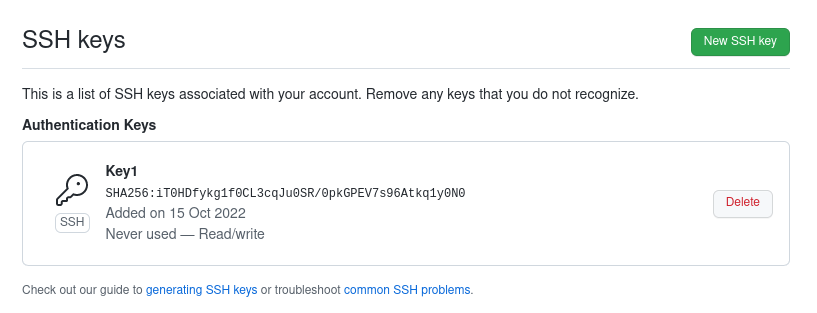 SSH keys
New SSH key
This is a list of SSH keys associated with your account. Remove any keys that you do not recognize.
Authentication Keys
Key1
SHA256:iT0HDfykg1f0CL3cqJu0SR/0pkGPEV7s96Atkq1y0N0
Added on 15 Oct 2022
Never used — Read/write
SSH
Delete
Check out our guide to generating SSH keys or troubleshoot common SSH problems.